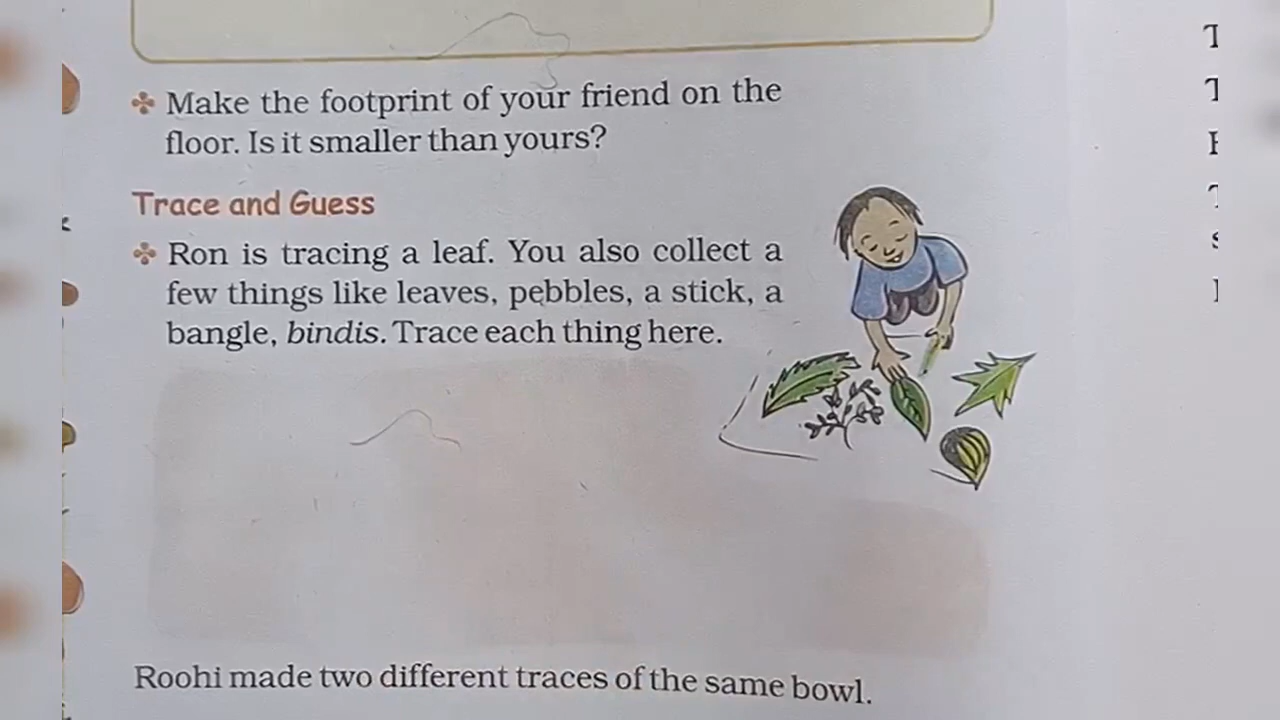 Make the footprint of your friend on the
floor. Is it smaller than yours?
Trace and Guess
Ron is tracing a leaf. You also collect a
few things like leaves, pebbles, a stick, a
bangle, bindis. Trace each thing here.
Roohi made two different traces of the same bowl.